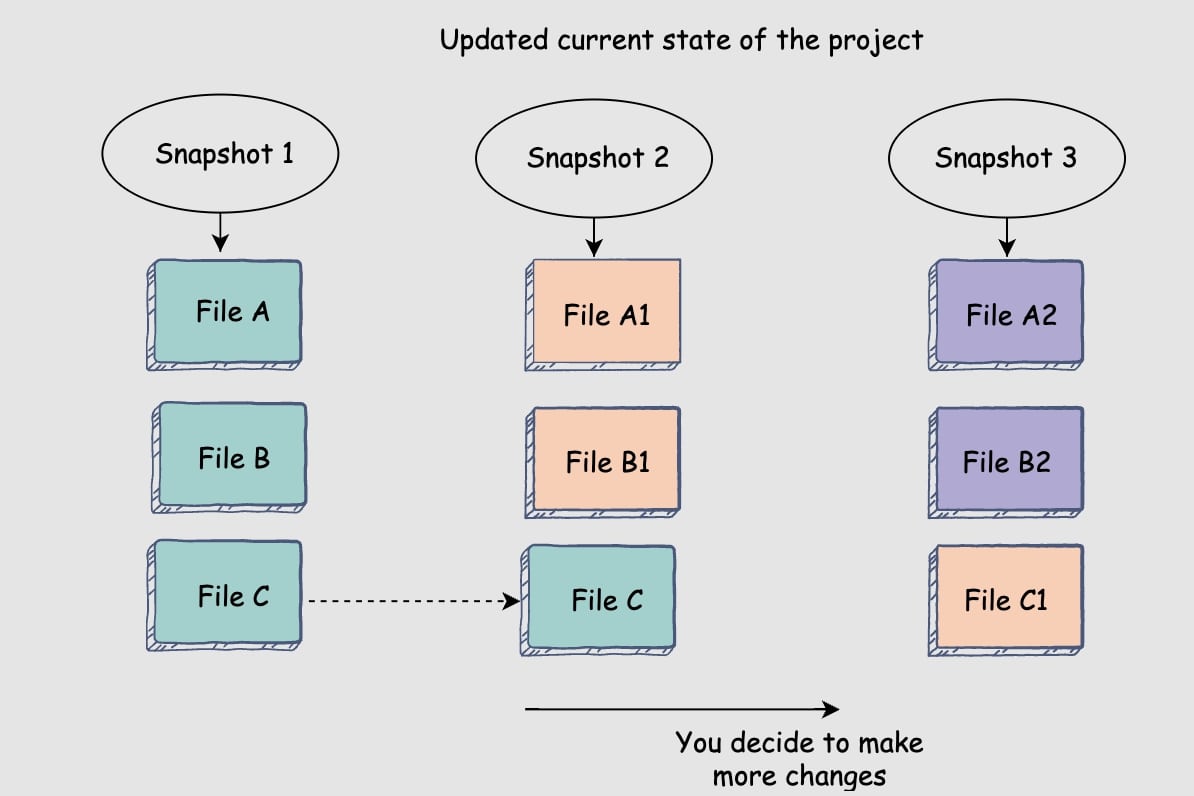 Updated current state of the project
Snapshot 1
Snapshot 2
Snapshot 3
File A
File A1
File A2
File B
File B1
File B2
File C
File C
File C1
You decide to make
more changes